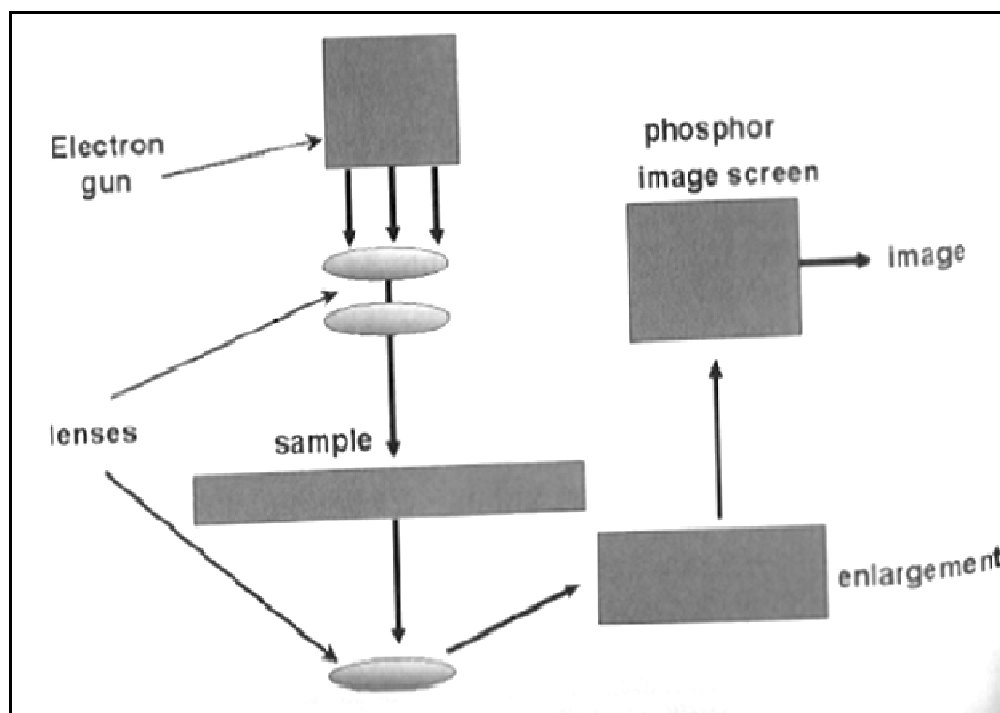 Electron
gun
phosphor
image screen
image
lenses
sample
enlargement